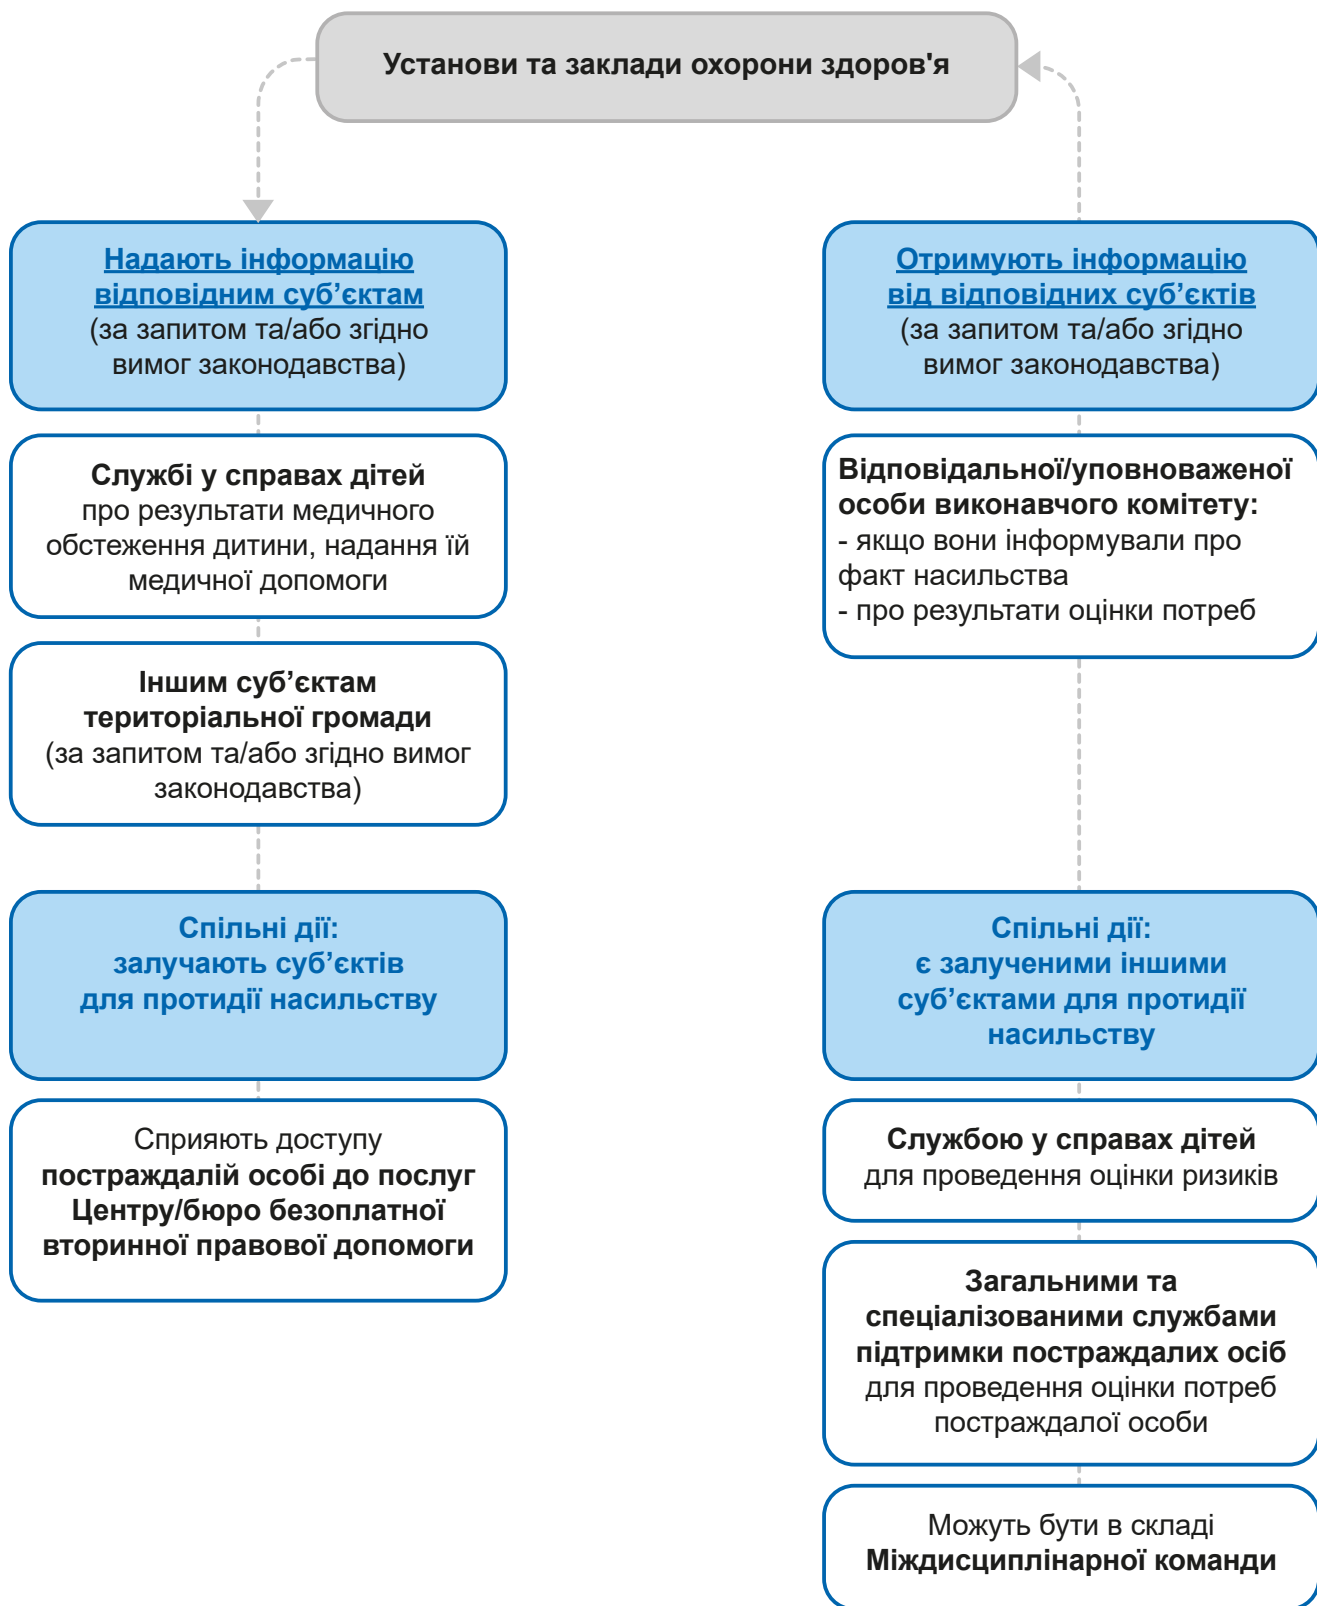 Установи та заклади охорони здоров'я
Надають інформацію
відповідним суб’єктам
(за запитом та/або згідно
вимог законодавства)
Службі у справах дітей
про результати медичного
обстеження дитини, надання їй
медичної допомоги
Іншим суб’єктам
територіальної громади
(за запитом та/або згідно вимог
законодавства)
Спільні дії:
залучають суб’єктів
для протидії насильству
Сприяють доступу
постраждалій особі до послуг
Центру/бюро безоплатної
вторинної правової допомоги
Отримують інформацію
від відповідних суб’єктів
(за запитом та/або згідно
вимог законодавства)
Відповідальної/уповноваженої
особи виконавчого комітету:
- якщо вони інформували про
факт насильства
- про результати оцінки потреб
Спільні дії:
є залученими іншими
суб’єктами для протидії
насильству
Службою у справах дітей
для проведення оцінки ризиків
Загальними та
спеціалізованими службами
підтримки постраждалих осіб
для проведення оцінки потреб
постраждалої особи
Можуть бути в складі
Міждисциплінарної команди